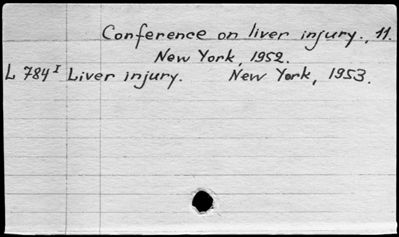 Conference on liver injury., 11.
New York, 1952.
L 784ᴵ Liver injury. New York, 1953.